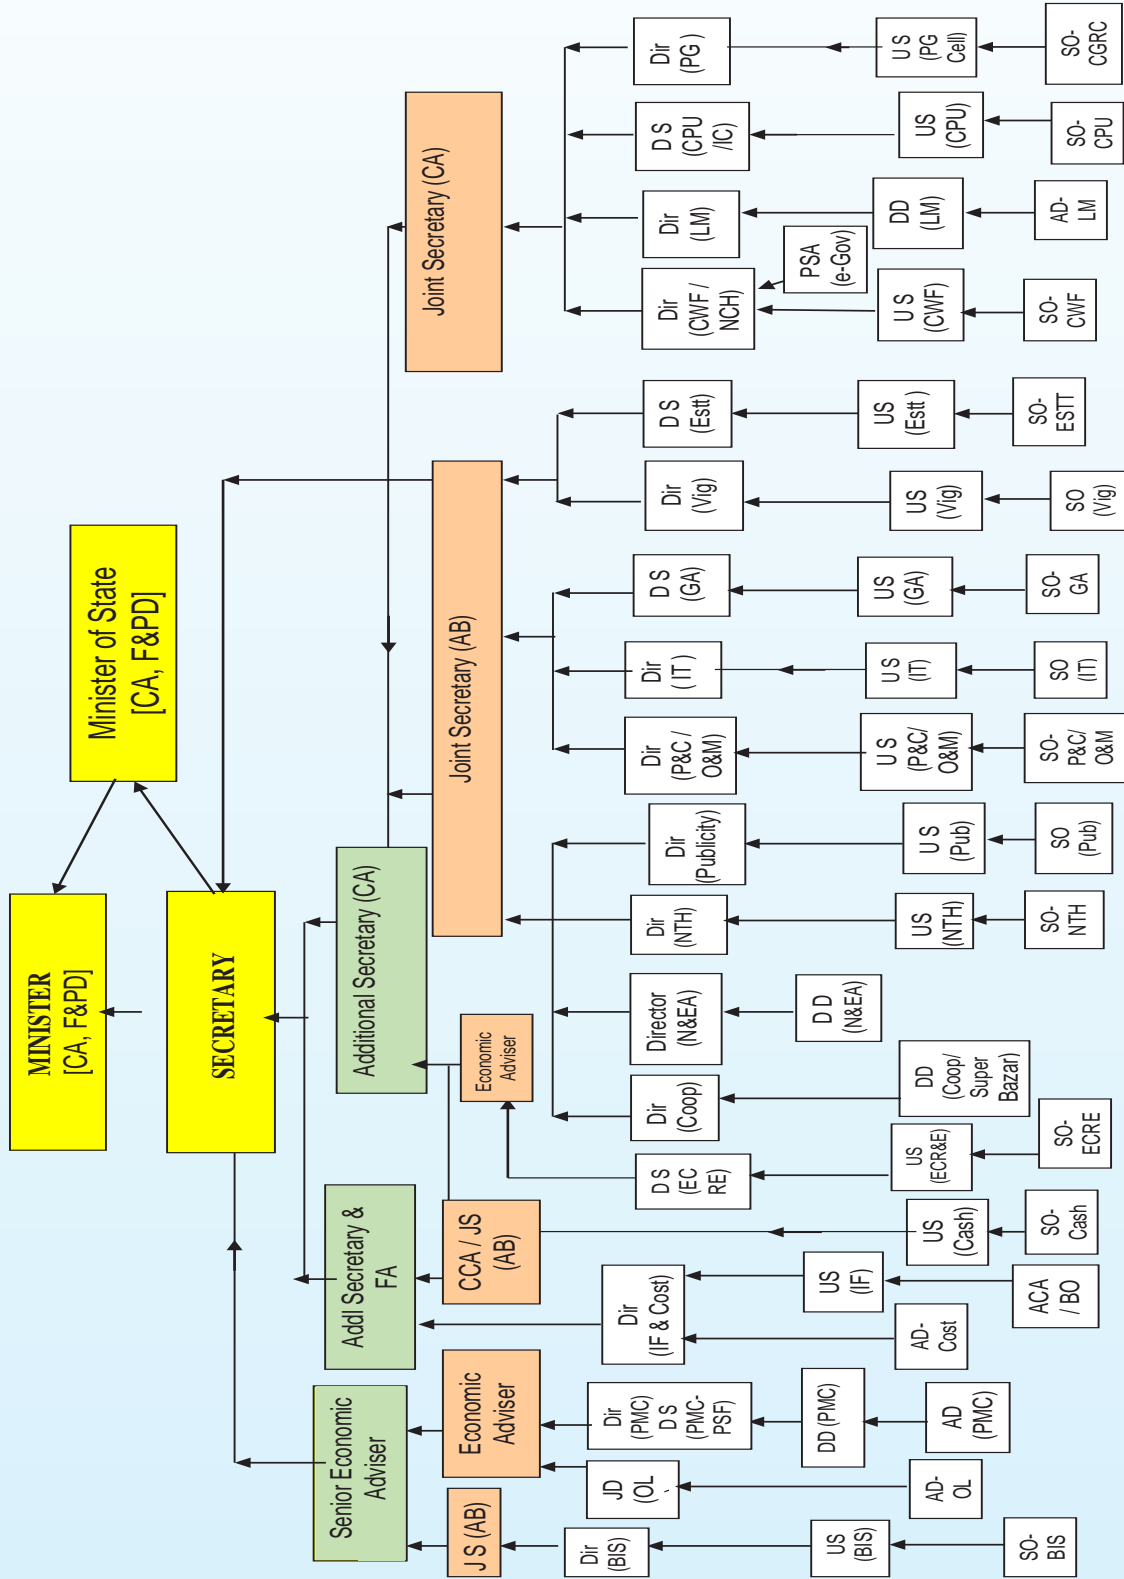 MINISTER
[CA, F&PD]
Minister of State
[CA, F&PD]
SECRETARY
Senior Economic
Adviser
Addl Secretary &
FA
Additional Secretary (CA)
J S (AB)
Economic
Adviser
CCA / JS
(AB)
Economic
Adviser
Joint Secretary (AB)
Joint Secretary (CA)
Dir
(BIS)
JD
(OL)
Dir
(PMC)
D S
(PMC-
PSF)
Dir
(IF & Cost)
D S
(EC
RE)
Dir
(Coop)
Director
(N&EA)
Dir
(NTH)
Dir
(Publicity)
Dir
(P&C /
O&M)
Dir
(IT)
D S
(GA)
Dir
(Vig)
D S
(Estt)
Dir
(CWF /
NCH)
Dir
(LM)
D S
(CPU
/IC)
Dir
(PG )
PSA
(e-Gov)
US
(BIS)
DD (PMC)
US
(IF)
US
(Cash)
US
(ECR&E)
DD
(Coop/
Super
Bazar)
D D
(N&EA)
US
(NTH)
U S
(Pub)
U S
(P&C/
O&M)
U S
(IT)
US
(GA)
US
(Vig)
US
(Estt )
U S
(CWF)
DD
(LM)
US
(CPU)
U S
(PG
Cell)
SO-
BIS
AD-
OL
AD
(PMC)
AD-
Cost
ACA
/ BO
SO-
Cash
SO-
ECRE
SO-
NTH
SO
(Pub)
SO-
P&C/
O&M
SO
(IT)
SO-
GA
SO
(Vig)
SO-
ESTT
SO-
CWF
AD-
LM
SO-
CPU
SO-
CGRC